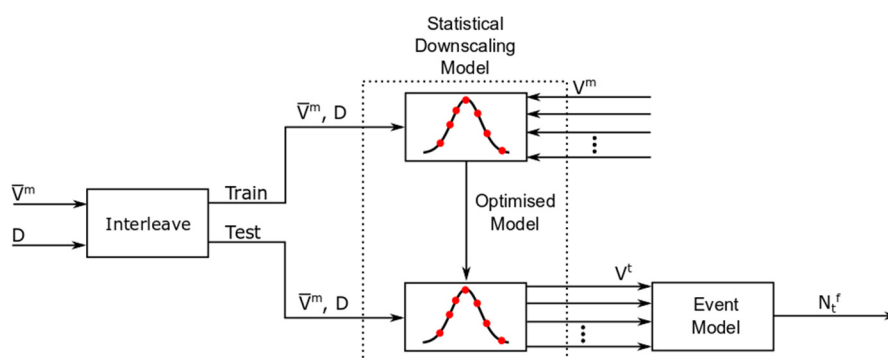 Statistical
Downscaling
Model
V̅ᵐ
D
Interleave
Train
Test
V̅ᵐ, D
V̅ᵐ, D
Vᵐ
Optimised
Model
Vᵗ
Event
Model
Nₜᶠ